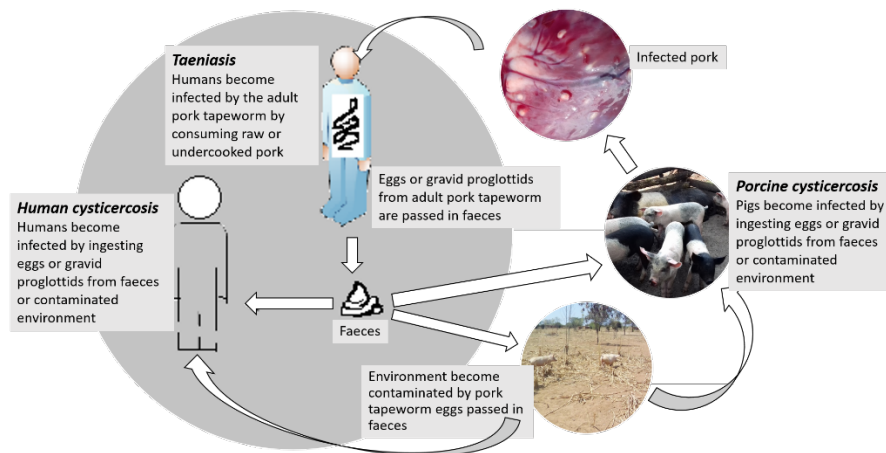 Taeniasis
Humans become
infected by the adult
pork tapeworm by
consuming raw or
undercooked pork
Infected pork
Eggs or gravid proglottids
from adult pork tapeworm
are passed in faeces
Human cysticercosis
Humans become
infected by ingesting
eggs or gravid
proglottids from faeces
or contaminated
environment
Porcine cysticercosis
Pigs become infected by
ingesting eggs or gravid
proglottids from faeces
or contaminated
environment
Faeces
Environment become
contaminated by pork
tapeworm eggs passed in
faeces